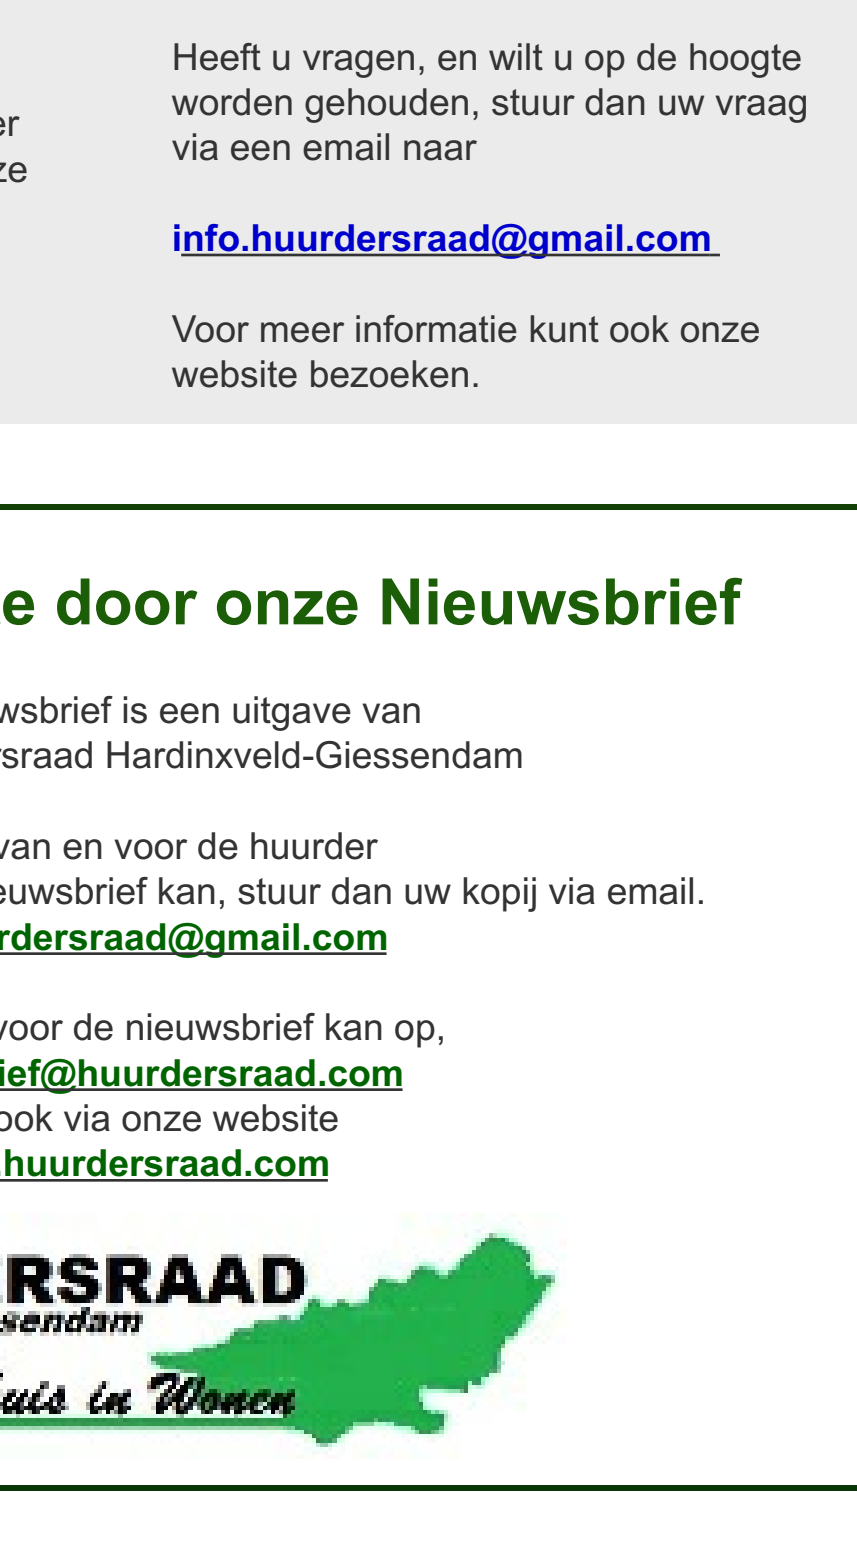 Heeft u vragen, en wilt u op de hoogte
worden gehouden, stuur dan uw vraag
via een email naar
info.huurdersraad@gmail.com
Voor meer informatie kunt ook onze
website bezoeken.
er
ze
e door onze Nieuwsbrief
wsbrief is een uitgave van
rsraad Hardinxveld-Giessendam
van en voor de huurder
euwsbrief kan, stuur dan uw kopij via email.
rdersraad@gmail.com
voor de nieuwsbrief kan op,
ief@huurdersraad.com
ook via onze website
.huurdersraad.com
ERSRAAD
sendam
uis in Wonen